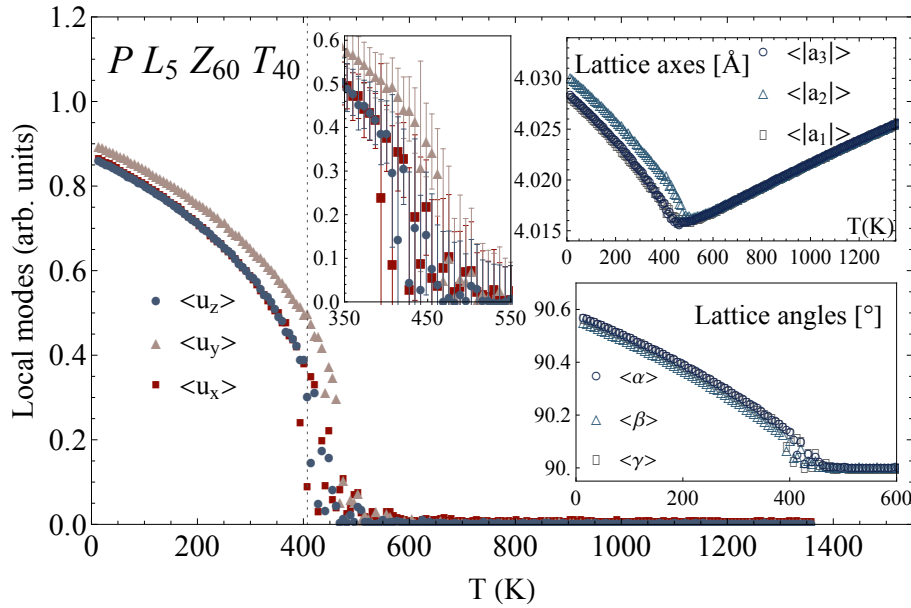 P L5 Z60 T40
Local modes (arb. units)
1.2
1.0
0.8
0.6
0.4
0.2
0.0
<u_z>
<u_y>
<u_x>
0 200 400 600 800 1000 1200 1400
T (K)
0.6
0.5
0.4
0.3
0.2
0.1
0.0
350 450 550
Lattice axes [Å]
<|a3|>
<|a2|>
<|a1|>
4.030
4.025
4.020
4.015
T(K)
0 200 400 600 800 1000 1200
Lattice angles [°]
<α>
<β>
<γ>
90.6
90.4
90.2
90.
0 200 400 600